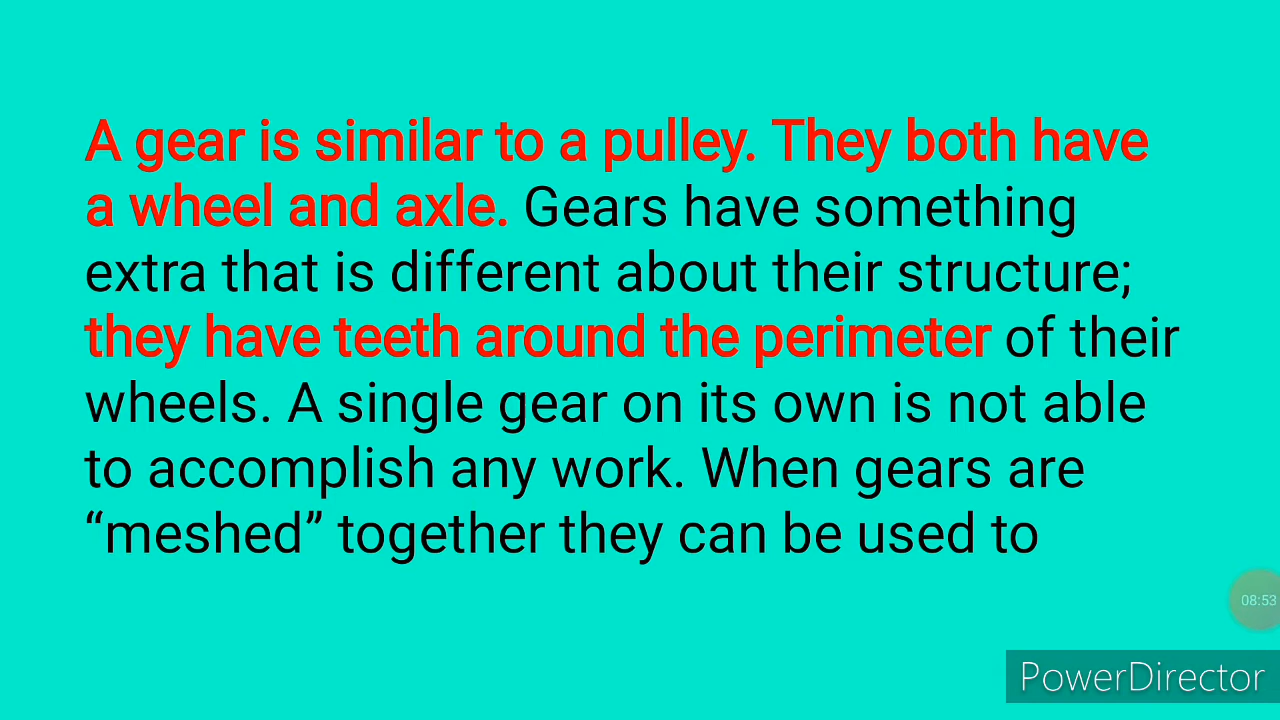 A gear is similar to a pulley. They both have
a wheel and axle. Gears have something
extra that is different about their structure;
they have teeth around the perimeter of their
wheels. A single gear on its own is not able
to accomplish any work. When gears are
“meshed” together they can be used to
08:53
PowerDirector